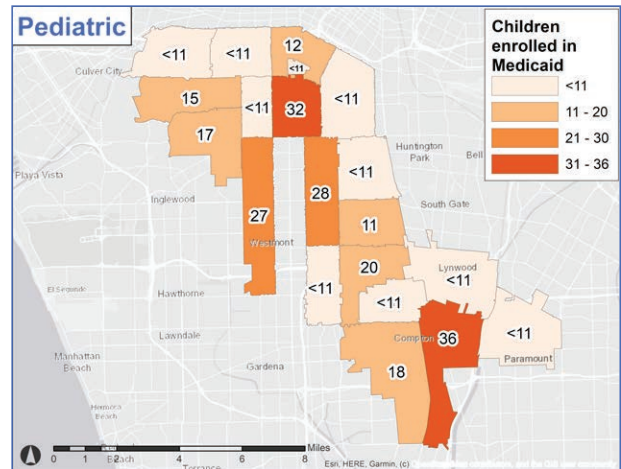 Pediatric
Children
enrolled in
Medicaid
<11
11 - 20
21 - 30
31 - 36
<11
<11
12
<11
Culver City
15
<11
32
<11
17
Huntington
Park
Bell
Playa Vista
<11
28
Inglewood
27
South Gate
11
Westmont
20
Lynwood
<11
El Segundo
Hawthorne
<11
<11
Lawndale
Compton
36
<11
Manhattan
Beach
Gardena
18
Paramount
Hermosa
Beach
Miles
0 1 2 4 6 8
Beach
Torrance
Esri, HERE, Garmin, (c)